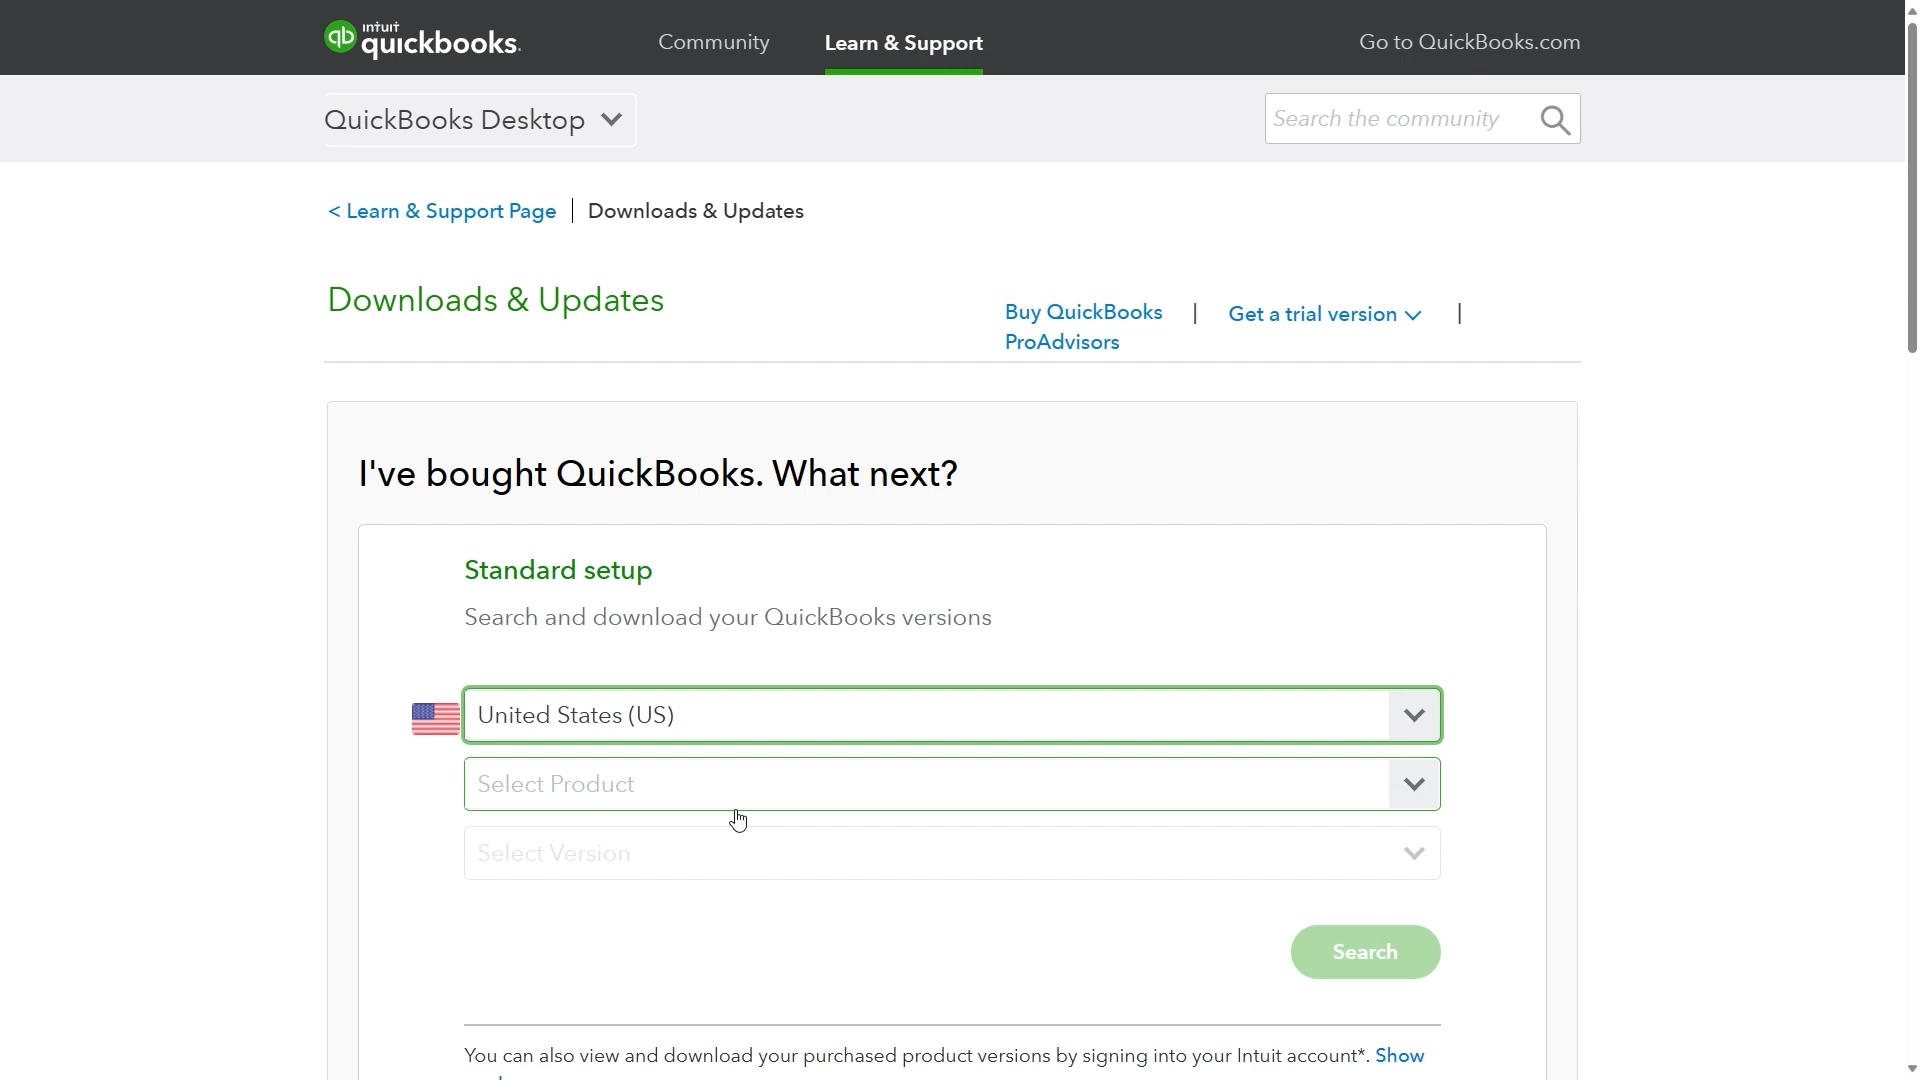 intuit
quickbooks.
Community
Learn & Support
Go to QuickBooks.com
QuickBooks Desktop
Search the community
< Learn & Support Page | Downloads & Updates
Downloads & Updates
Buy QuickBooks | Get a trial version |
ProAdvisors
I've bought QuickBooks. What next?
Standard setup
Search and download your QuickBooks versions
United States (US)
Select Product
Select Version
Search
You can also view and download your purchased product versions by signing into your Intuit account*. Show